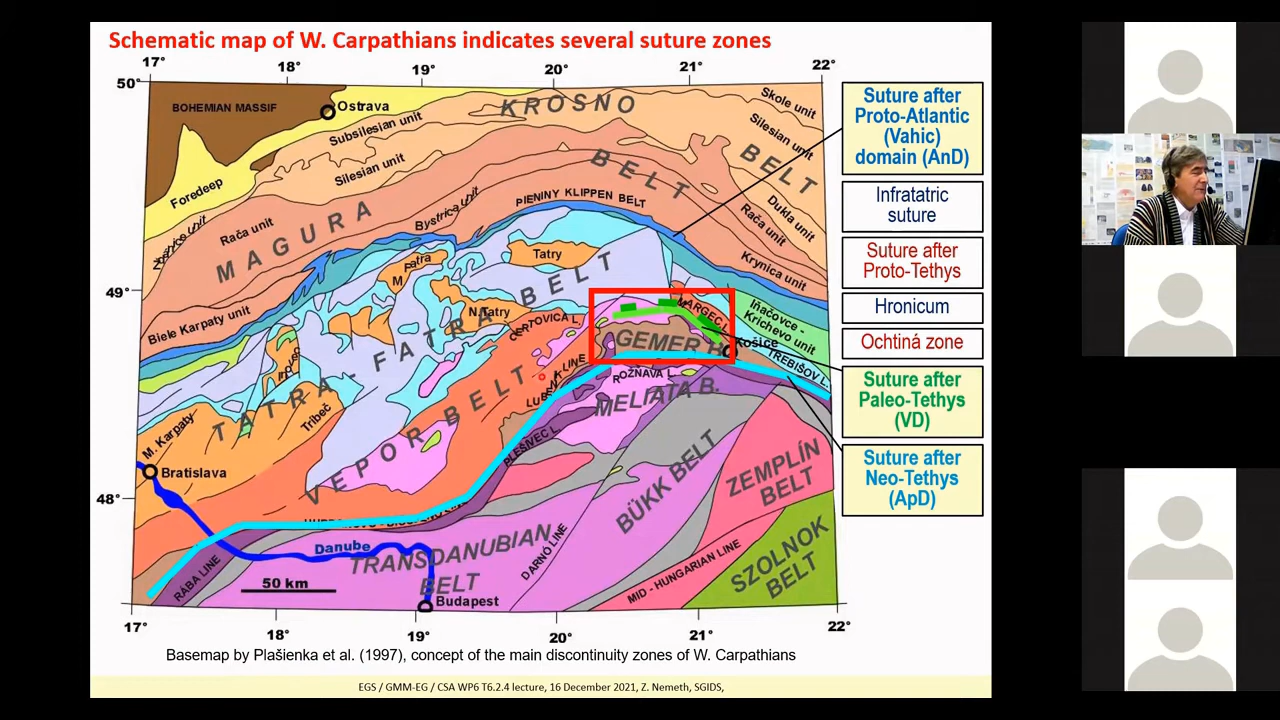 Schematic map of W. Carpathians indicates several suture zones
17° 18° 19° 20° 21° 22°
50°
BOHEMIAN MASSIF
Ostrava
KROSNO
BELT
Skole unit
Silesian unit
Subsilesian unit
Silesian unit
Foredeep
Dukla unit
Rača unit
MAGURA
BELT
Rača unit
Bystrica unit
PIENINY KLIPPEN BELT
Krynica unit
Biele Karpaty unit
49°
Tatry
Fatra
M
N.Tatry
TATRA - FATRA BELT
ČERTOVICA L.
MARGEC L.
Iňačovce -
Krichevo unit
GEMER B.
Košice
TREBIŠOV L.
ROŽŇAVA L.
MELIATA B.
PLEŠIVEC L.
VEPOR BELT
Tribeč
M. Karpaty
Bratislava
48°
Danube
TRANSDANUBIAN
BELT
RÁBA LINE
50 km
Budapest
DARNÓ LINE
BÜKK BELT
ZEMPLÍN
BELT
MID - HUNGARIAN LINE
SZOLNOK
BELT
17° 18° 19° 20° 21° 22°
Suture after
Proto-Atlantic
(Vahic)
domain (AnD)
Infratatric
suture
Suture after
Proto-Tethys
Hronicum
Ochtiná zone
Suture after
Paleo-Tethys
(VD)
Suture after
Neo-Tethys
(ApD)
Basemap by Plašienka et al. (1997), concept of the main discontinuity zones of W. Carpathians
EGS / GMM-EG / CSA WP6 T6.2.4 lecture, 16 December 2021, Z. Nemeth, SGIDS,